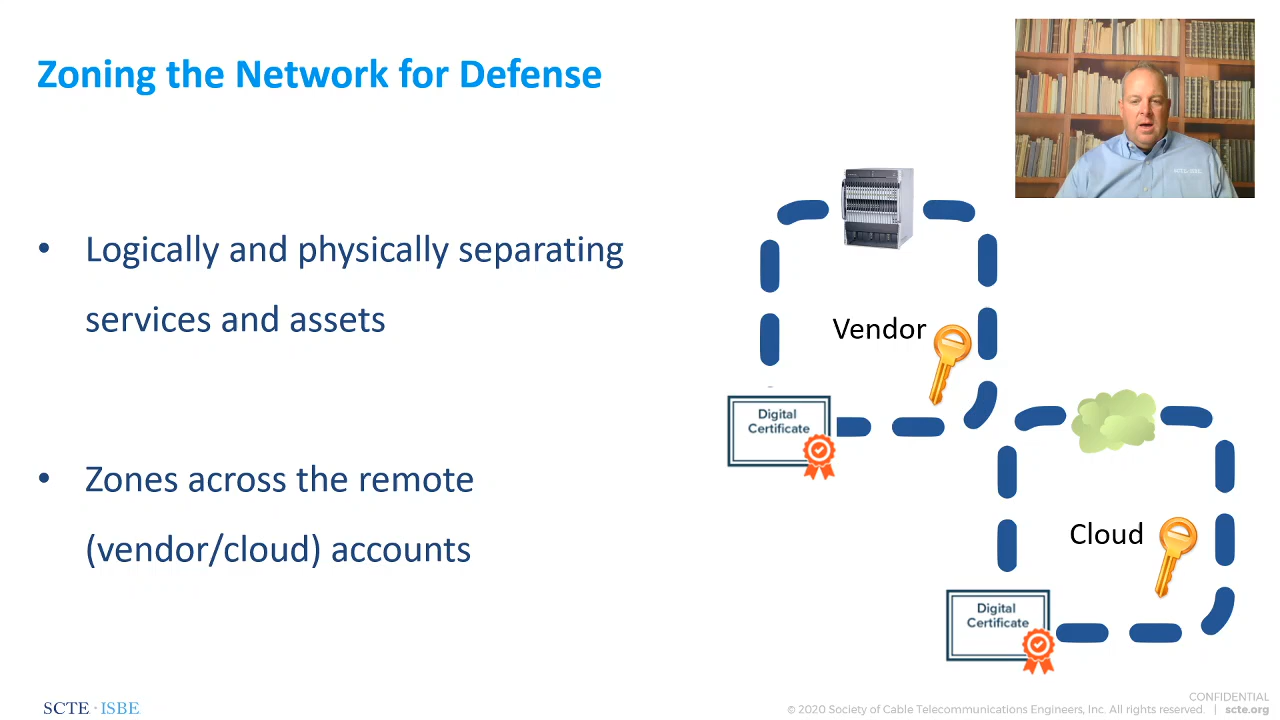 Zoning the Network for Defense
SCTE·ISBE
• Logically and physically separating
services and assets
• Zones across the remote
(vendor/cloud) accounts
Vendor
Digital
Certificate
Cloud
Digital
Certificate
SCTE·ISBE
CONFIDENTIAL
© 2020 Society of Cable Telecommunications Engineers, Inc. All rights reserved. | scte.org